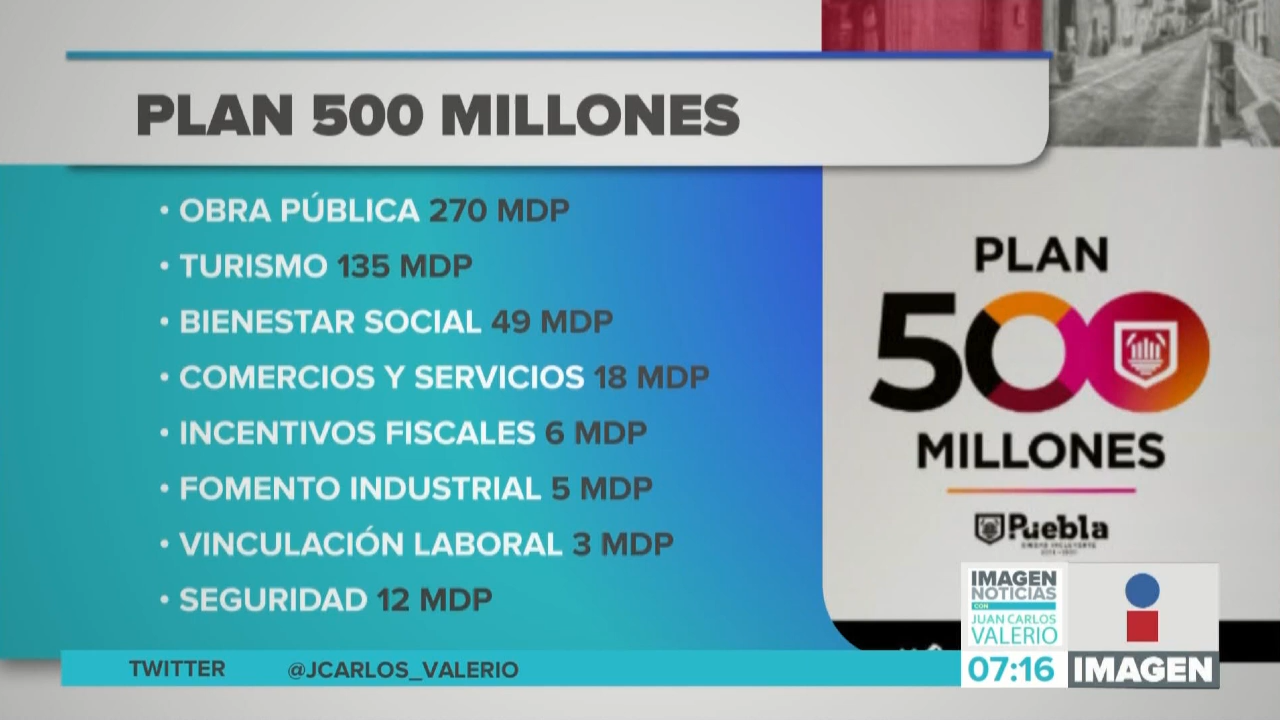 PLAN 500 MILLONES
• OBRA PÚBLICA 270 MDP
• TURISMO 135 MDP
• BIENESTAR SOCIAL 49 MDP
• COMERCIOS Y SERVICIOS 18 MDP
• INCENTIVOS FISCALES 6 MDP
• FOMENTO INDUSTRIAL 5 MDP
• VINCULACIÓN LABORAL 3 MDP
• SEGURIDAD 12 MDP
PLAN
500
MILLONES
Puebla
IMAGEN
NOTICIAS
CON
JUAN CARLOS
VALERIO
07:16
IMAGEN
TWITTER @JCARLOS_VALERIO